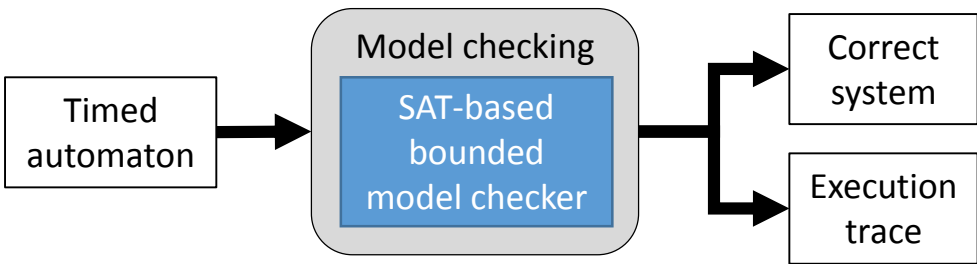 Timed
automaton
Model checking
SAT-based
bounded
model checker
Correct
system
Execution
trace